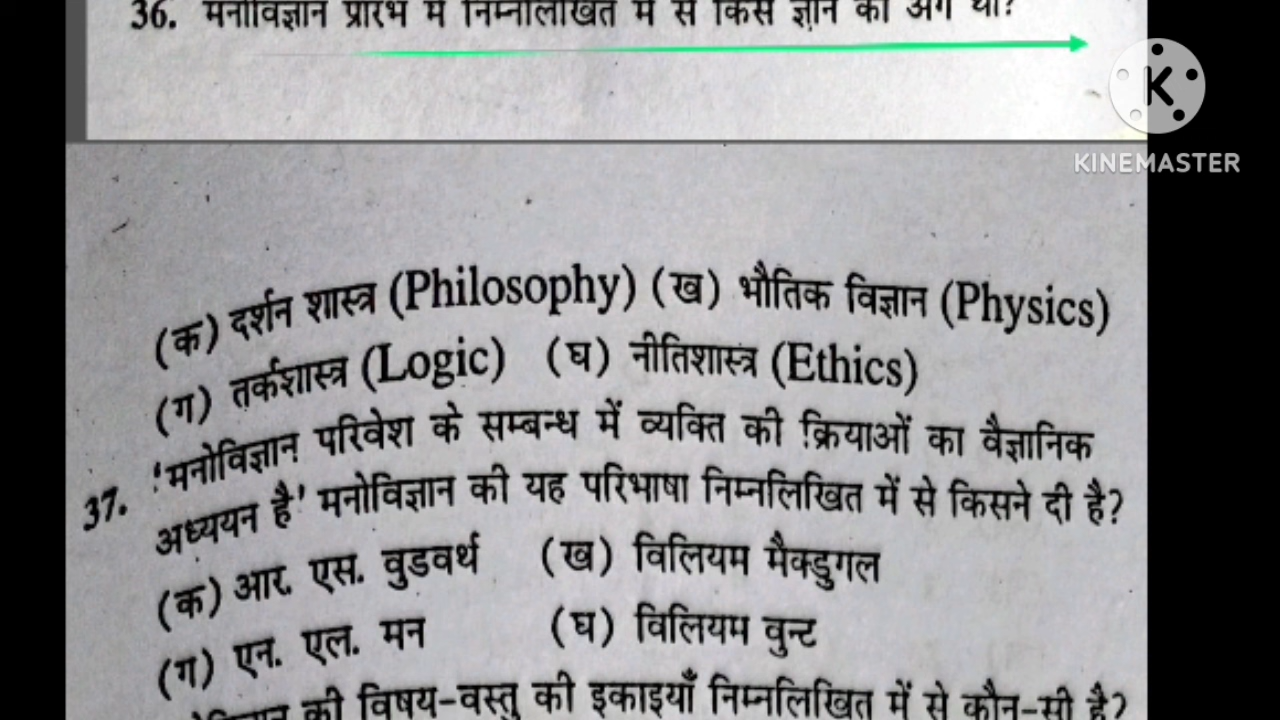 36. मनोविज्ञान प्रारंभ में निम्नलिखित में से किस ज्ञान का अंग था?
K
KINEMASTER
(क) दर्शन शास्त्र (Philosophy) (ख) भौतिक विज्ञान (Physics)
(ग) तर्कशास्त्र (Logic) (घ) नीतिशास्त्र (Ethics)
37. 'मनोविज्ञान परिवेश के सम्बन्ध में व्यक्ति की क्रियाओं का वैज्ञानिक
अध्ययन है' मनोविज्ञान की यह परिभाषा निम्नलिखित में से किसने दी है?
(क) आर. एस. वुडवर्थ (ख) विलियम मैक्डुगल
(ग) एन. एल. मन (घ) विलियम वुन्ट
की विषय-वस्तु की इकाइयाँ निम्नलिखित में से कौन-सी है?